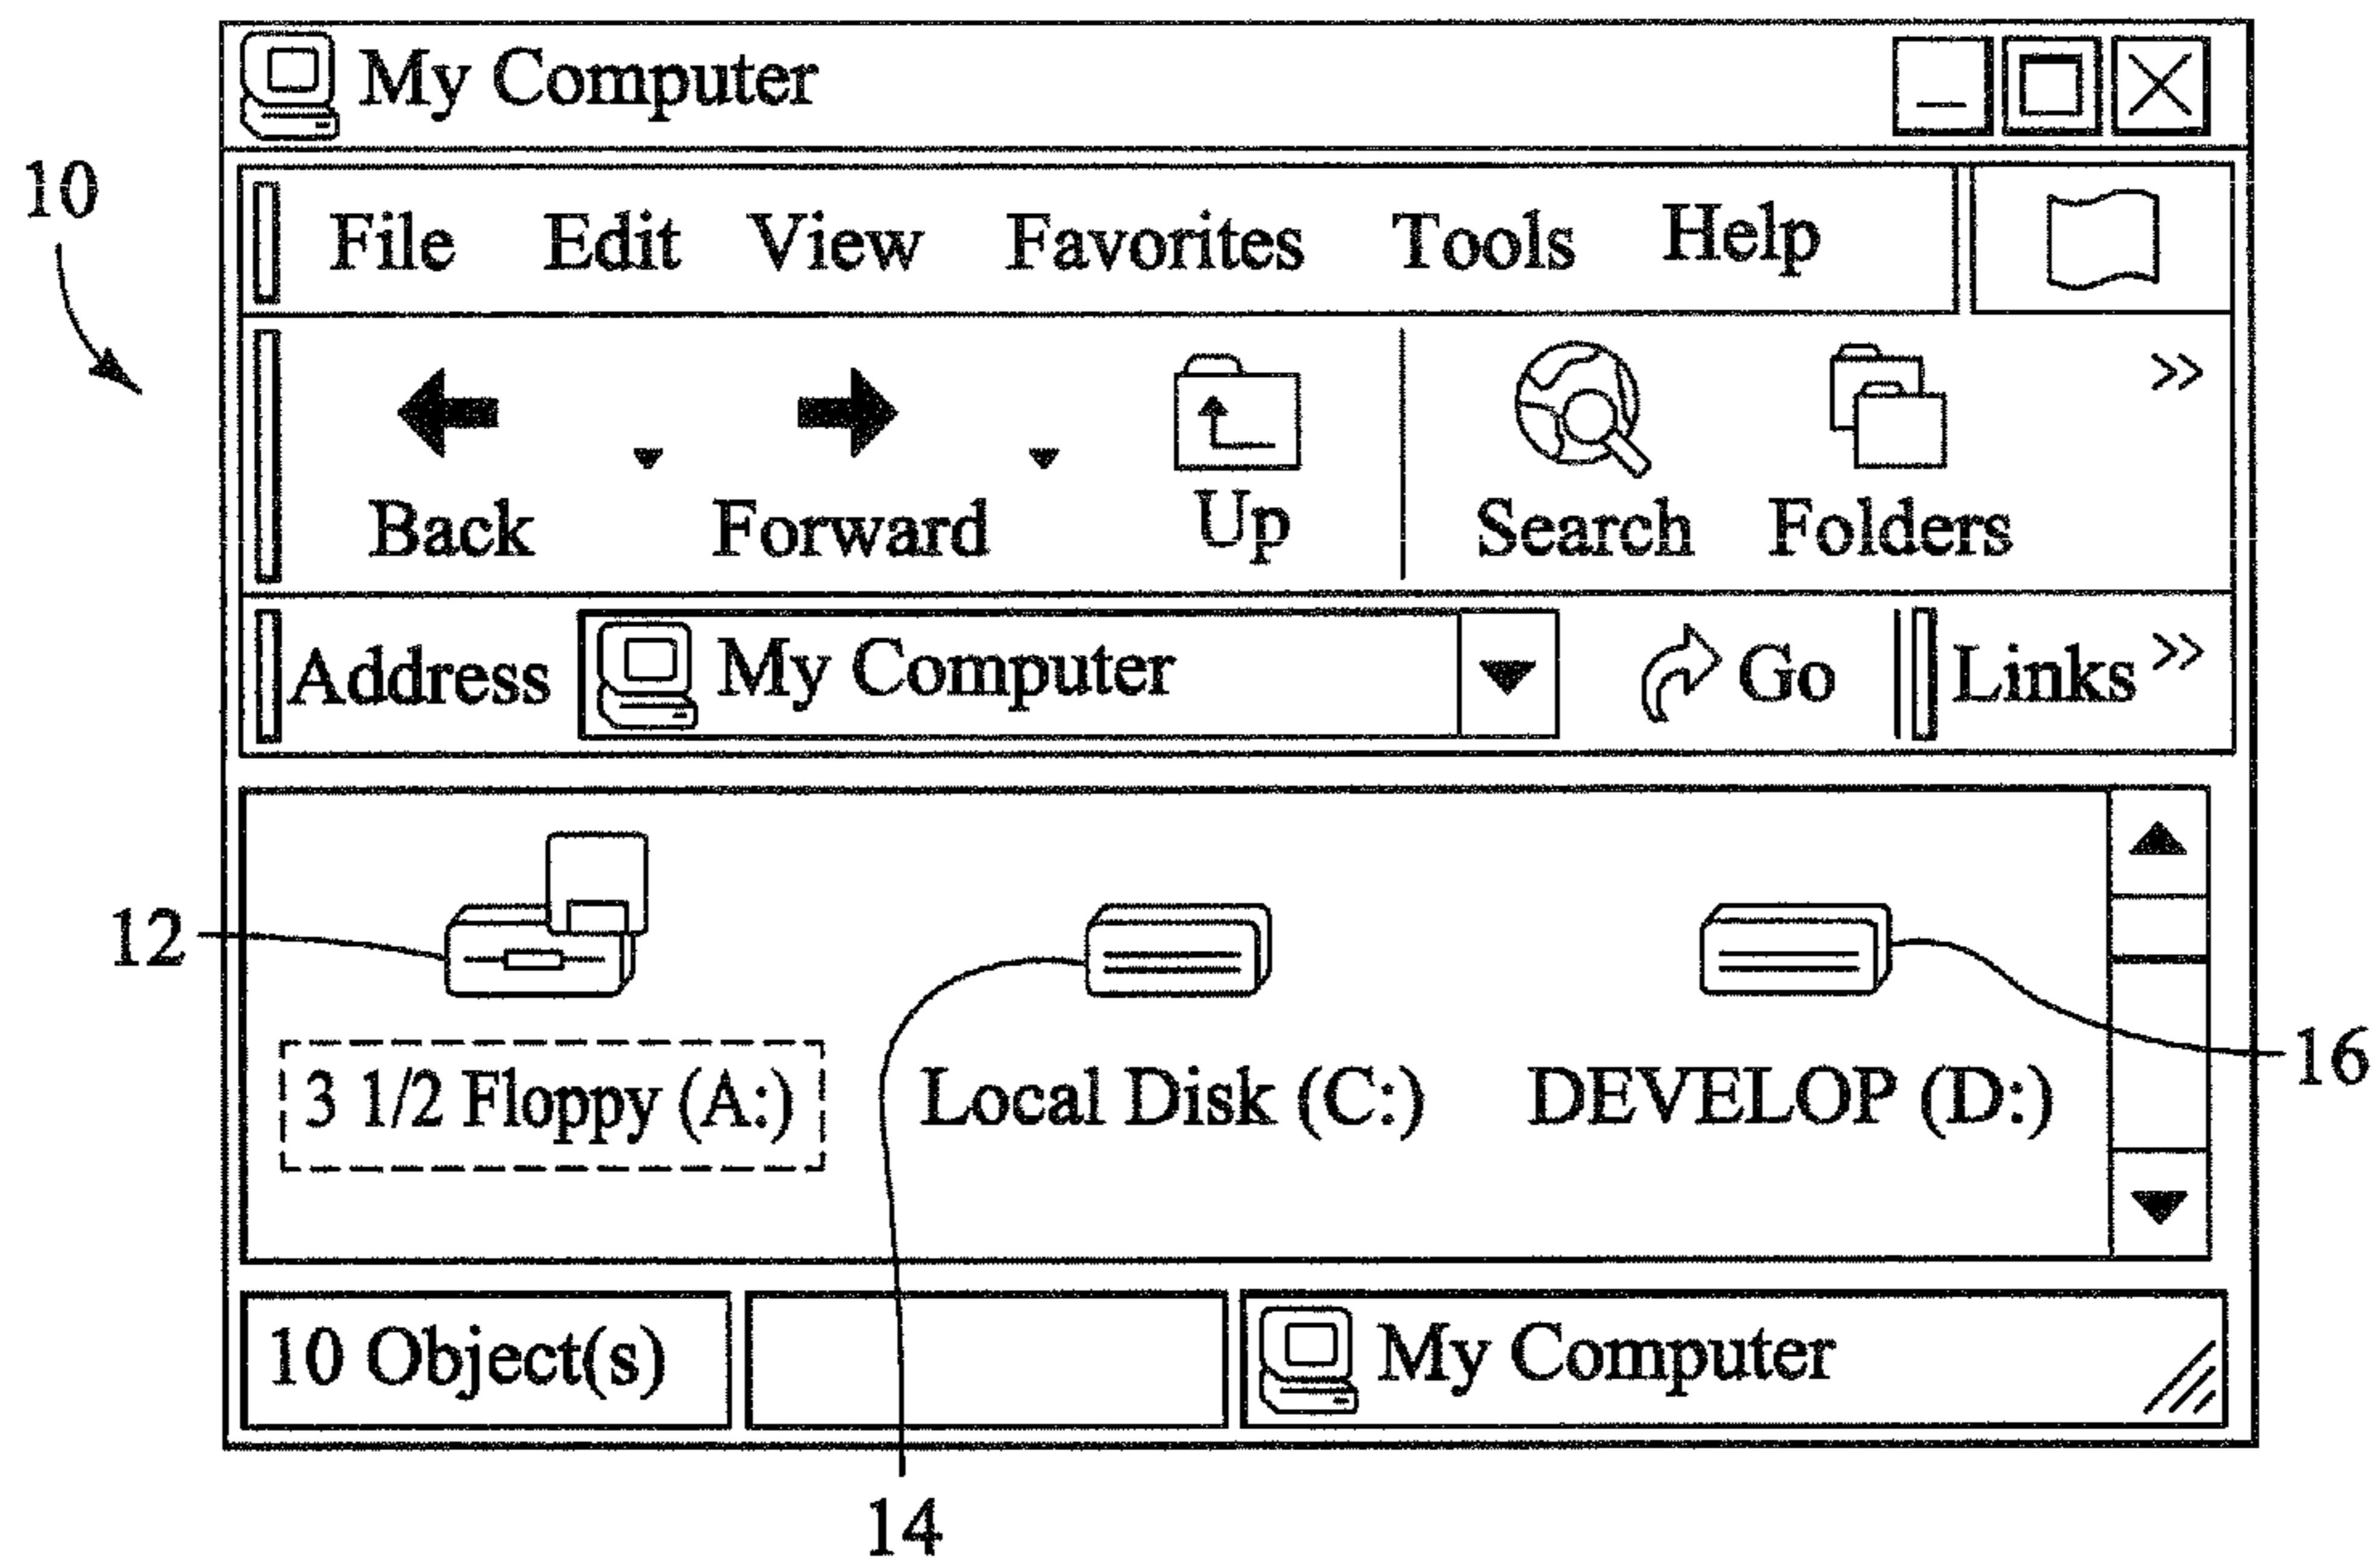 My Computer
10
File Edit View Favorites Tools Help
>>
Back Forward Up Search Folders
Address My Computer Go Links >>
12
16
3 1/2 Floppy (A:) Local Disk (C:) DEVELOP (D:)
10 Object(s) My Computer
14